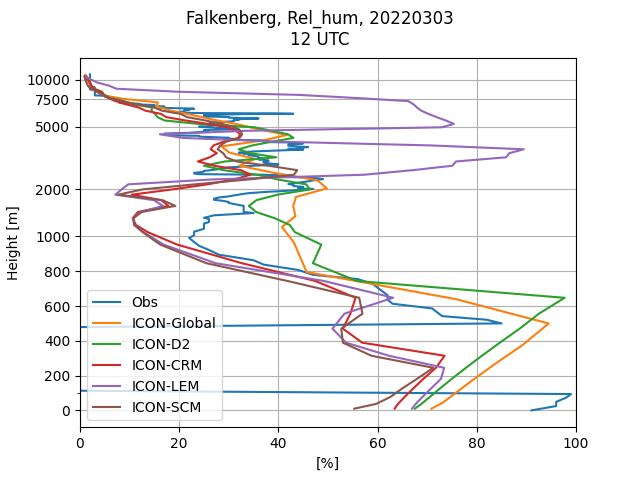 Falkenberg, Rel_hum, 20220303
12 UTC
10000
7500
5000
2000
1000
800
600
400
200
0
Height [m]
Obs
ICON-Global
ICON-D2
ICON-CRM
ICON-LEM
ICON-SCM
0 20 40 60 80 100
[%]